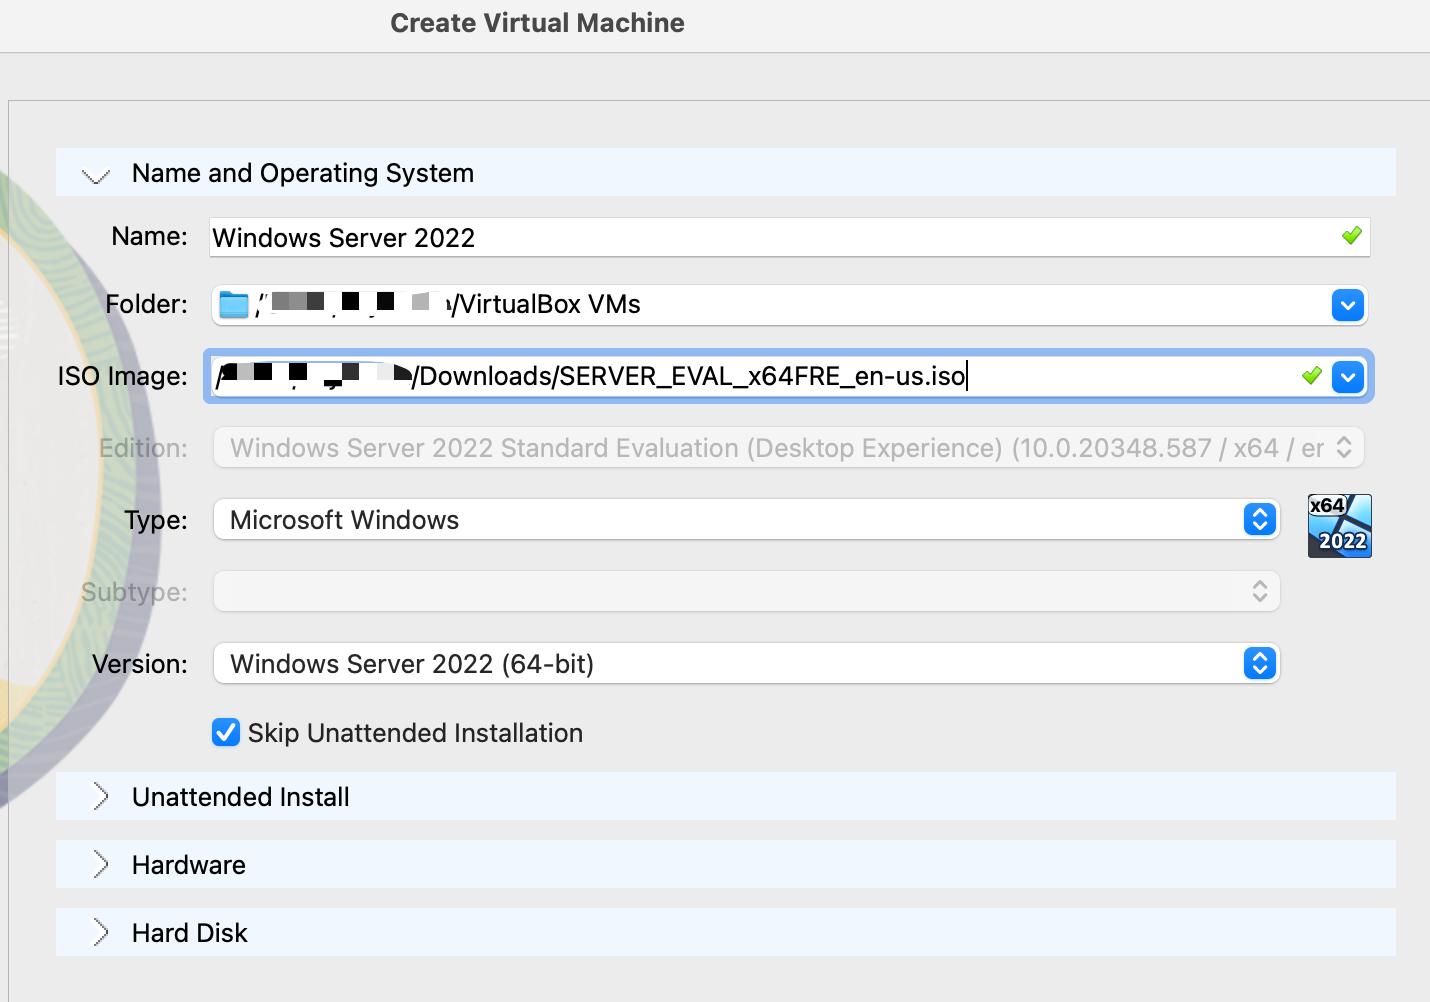 Create Virtual Machine
Name and Operating System
Name: Windows Server 2022
Folder: /VirtualBox VMs
ISO Image: /Downloads/SERVER_EVAL_x64FRE_en-us.iso
Edition: Windows Server 2022 Standard Evaluation (Desktop Experience) (10.0.20348.587 / x64 / er
Type: Microsoft Windows
x64
2022
Subtype:
Version: Windows Server 2022 (64-bit)
Skip Unattended Installation
Unattended Install
Hardware
Hard Disk